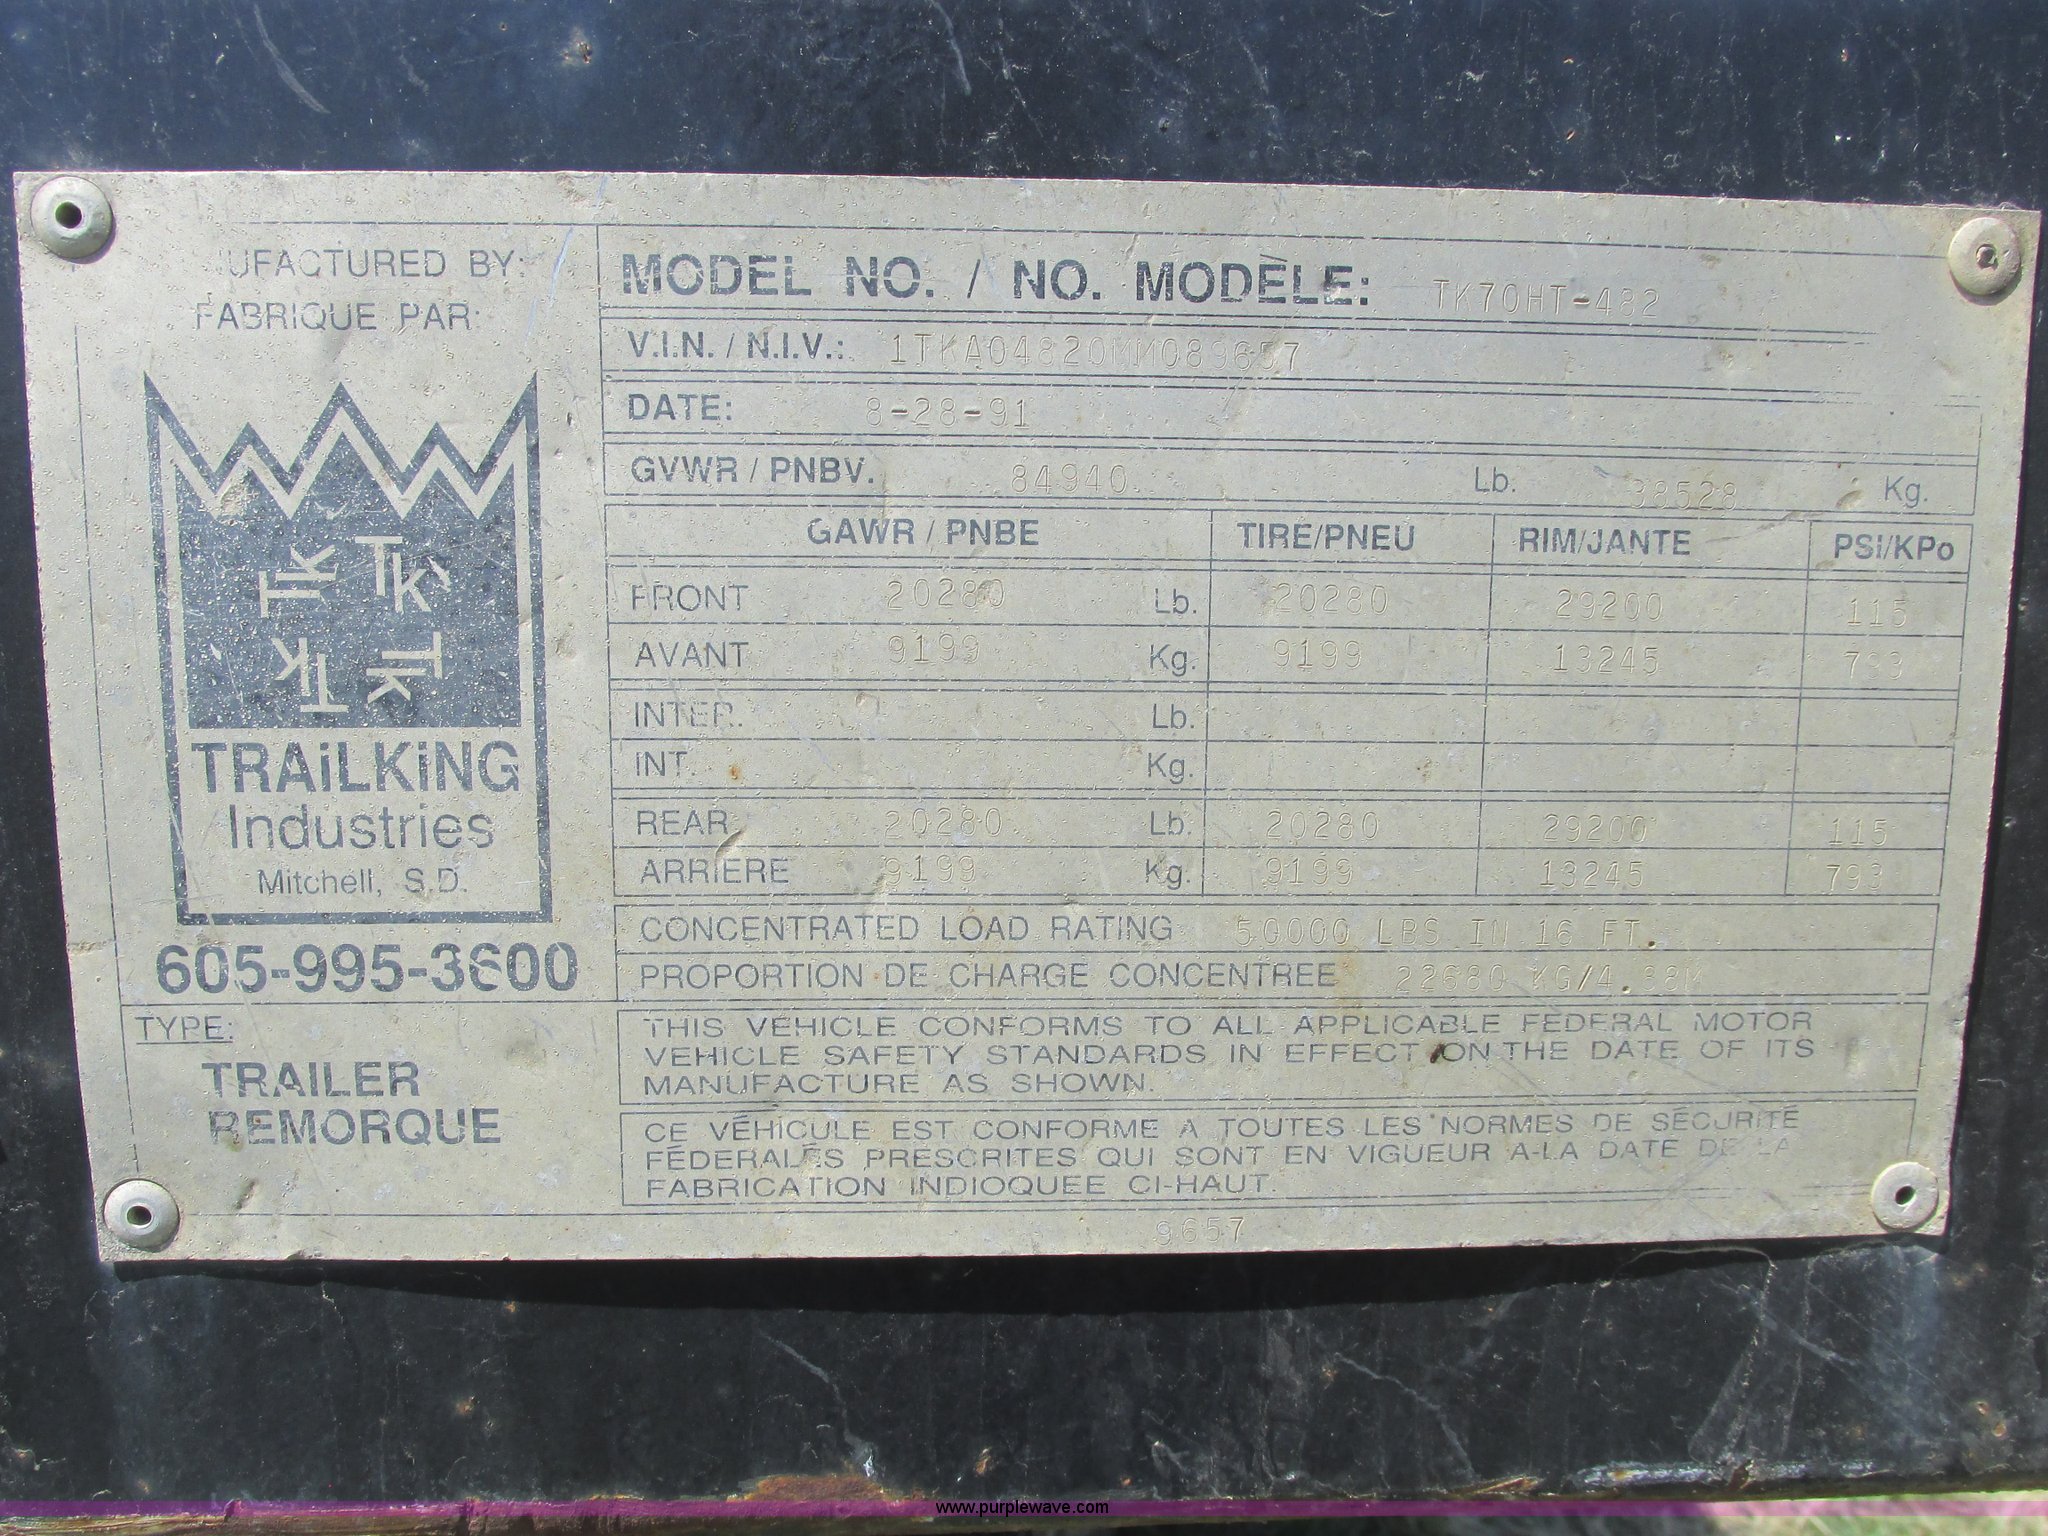 UFACTURED BY:
FABRIQUE PAR:
TK TK TK TK
TRAiLKiNG
Industries
Mitchell, S.D.
605-995-3600
TYPE:
TRAILER
REMORQUE
MODEL NO. / NO. MODÈLE: TK70HT-482
V.I.N. / N.I.V.: 1TKA04820MM089657
DATE: 8-28-91
GVWR / PNBV. 84940 Lb. 38528 Kg.
GAWR / PNBE TIRE/PNEU RIM/JANTE PSI/KPo
FRONT 20280 Lb. 20280 29200 115
AVANT 9199 Kg. 9199 13245 793
INTER. Lb.
INT. Kg.
REAR 20280 Lb. 20280 29200 115
ARRIERE 9199 Kg. 9199 13245 793
CONCENTRATED LOAD RATING 50000 LBS IN 16 FT.
PROPORTION DE CHARGE CONCENTREE 22680 KG/4.88M
THIS VEHICLE CONFORMS TO ALL APPLICABLE FEDERAL MOTOR
VEHICLE SAFETY STANDARDS IN EFFECT ON THE DATE OF ITS
MANUFACTURE AS SHOWN.
CE VÉHICULE EST CONFORME A TOUTES LES NORMES DE SÉCURITÉ
FÉDERALES PRESCRITES QUI SONT EN VIGUEUR A-LA DATE DE LA
FABRICATION INDIOQUEE CI-HAUT.
9657
www.purplewave.com